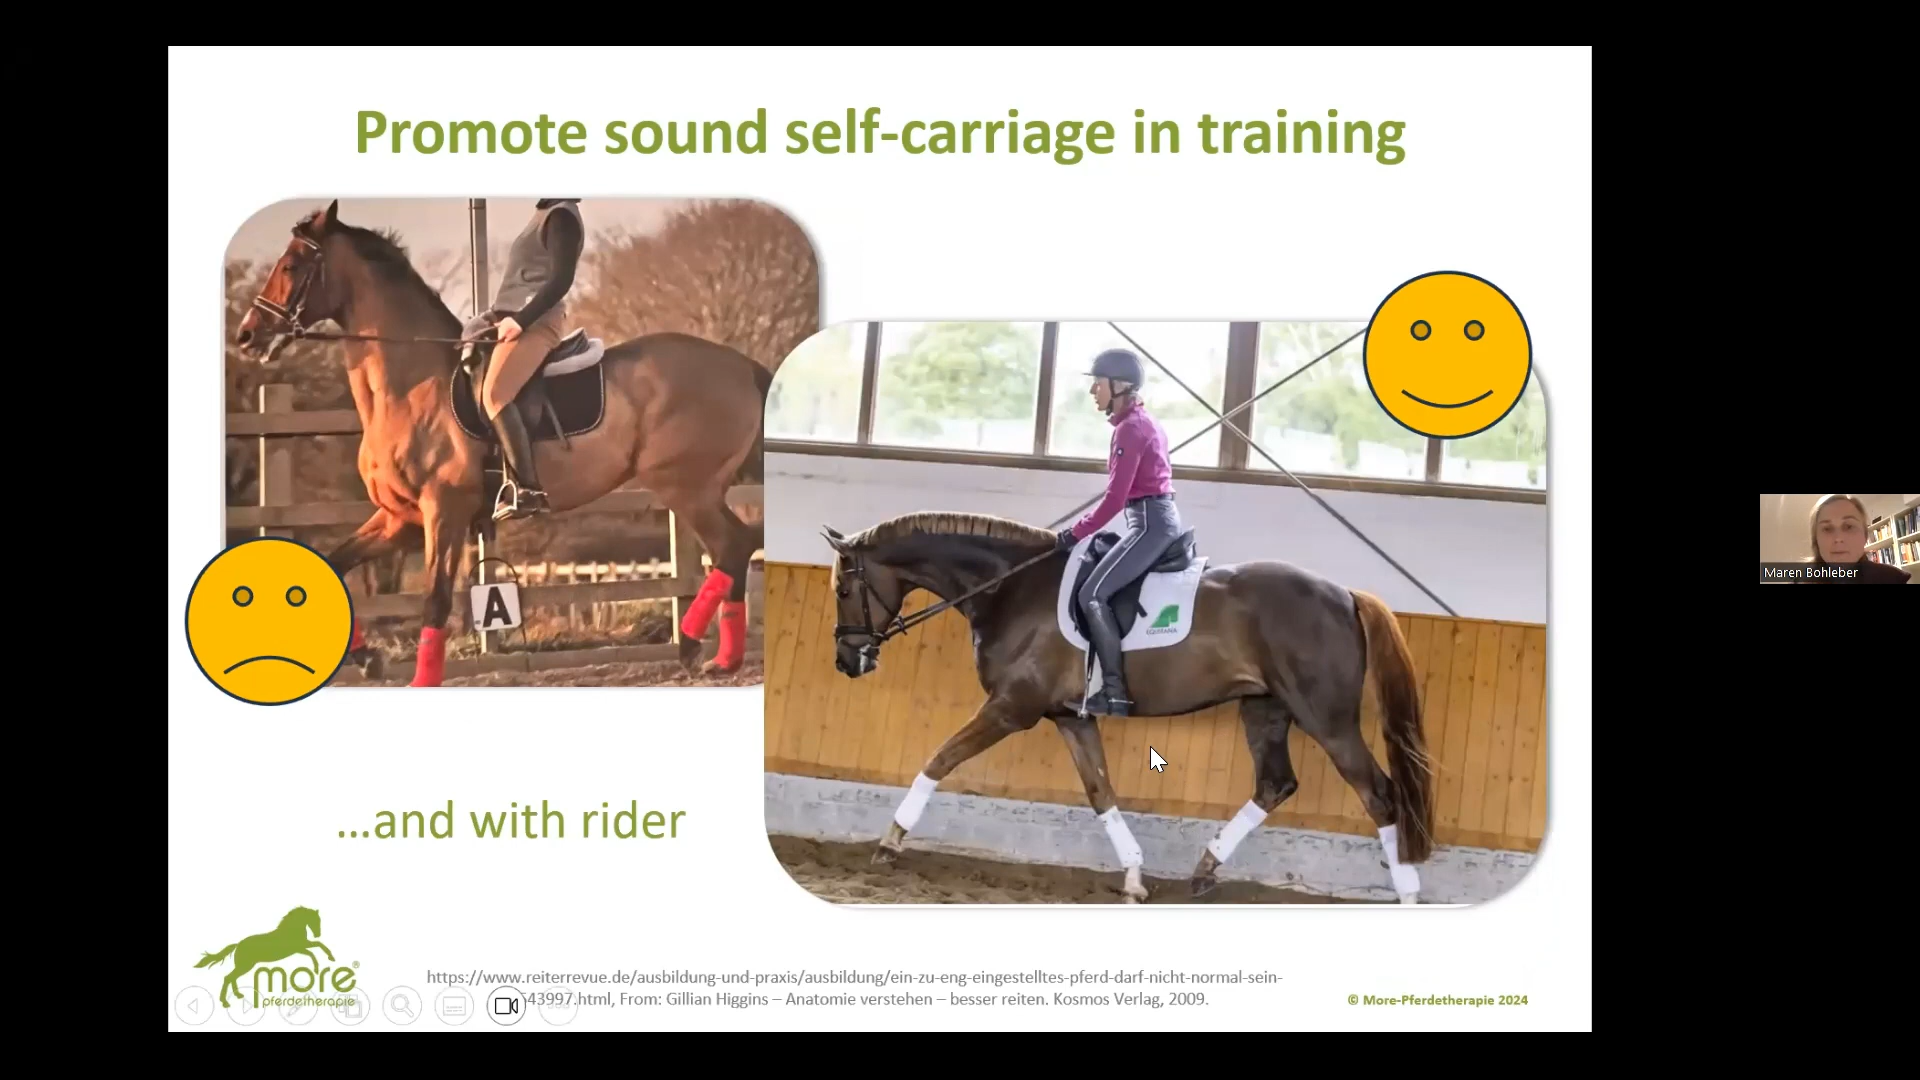 Promote sound self-carriage in training
A
EQUITANA
...and with rider
more®
pferdetherapie
https://www.reiterrevue.de/ausbildung-und-praxis/ausbildung/ein-zu-eng-eingestelltes-pferd-darf-nicht-normal-sein-
543997.html, From: Gillian Higgins – Anatomie verstehen – besser reiten. Kosmos Verlag, 2009.
© More-Pferdetherapie 2024
Maren Bohleber